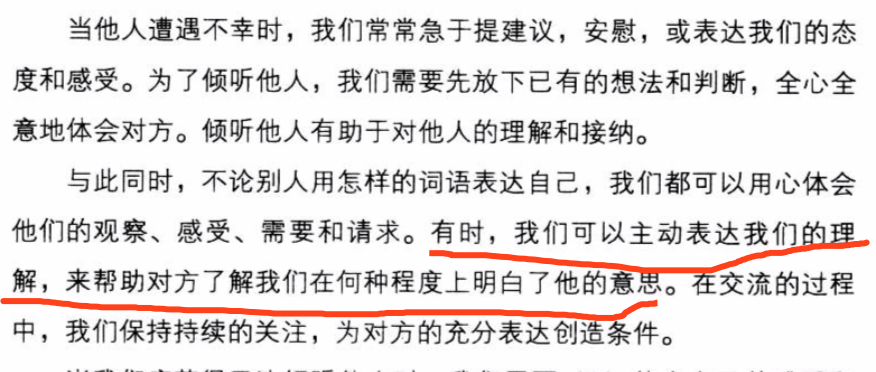 当他人遭遇不幸时，我们常常急于提建议，安慰，或表达我们的态
度和感受。为了倾听他人，我们需要先放下已有的想法和判断，全心全
意地体会对方。倾听他人有助于对他人的理解和接纳。
与此同时，不论别人用怎样的词语表达自己，我们都可以用心体会
他们的观察、感受、需要和请求。有时，我们可以主动表达我们的理
解，来帮助对方了解我们在何种程度上明白了他的意思。在交流的过程
中，我们保持持续的关注，为对方的充分表达创造条件。